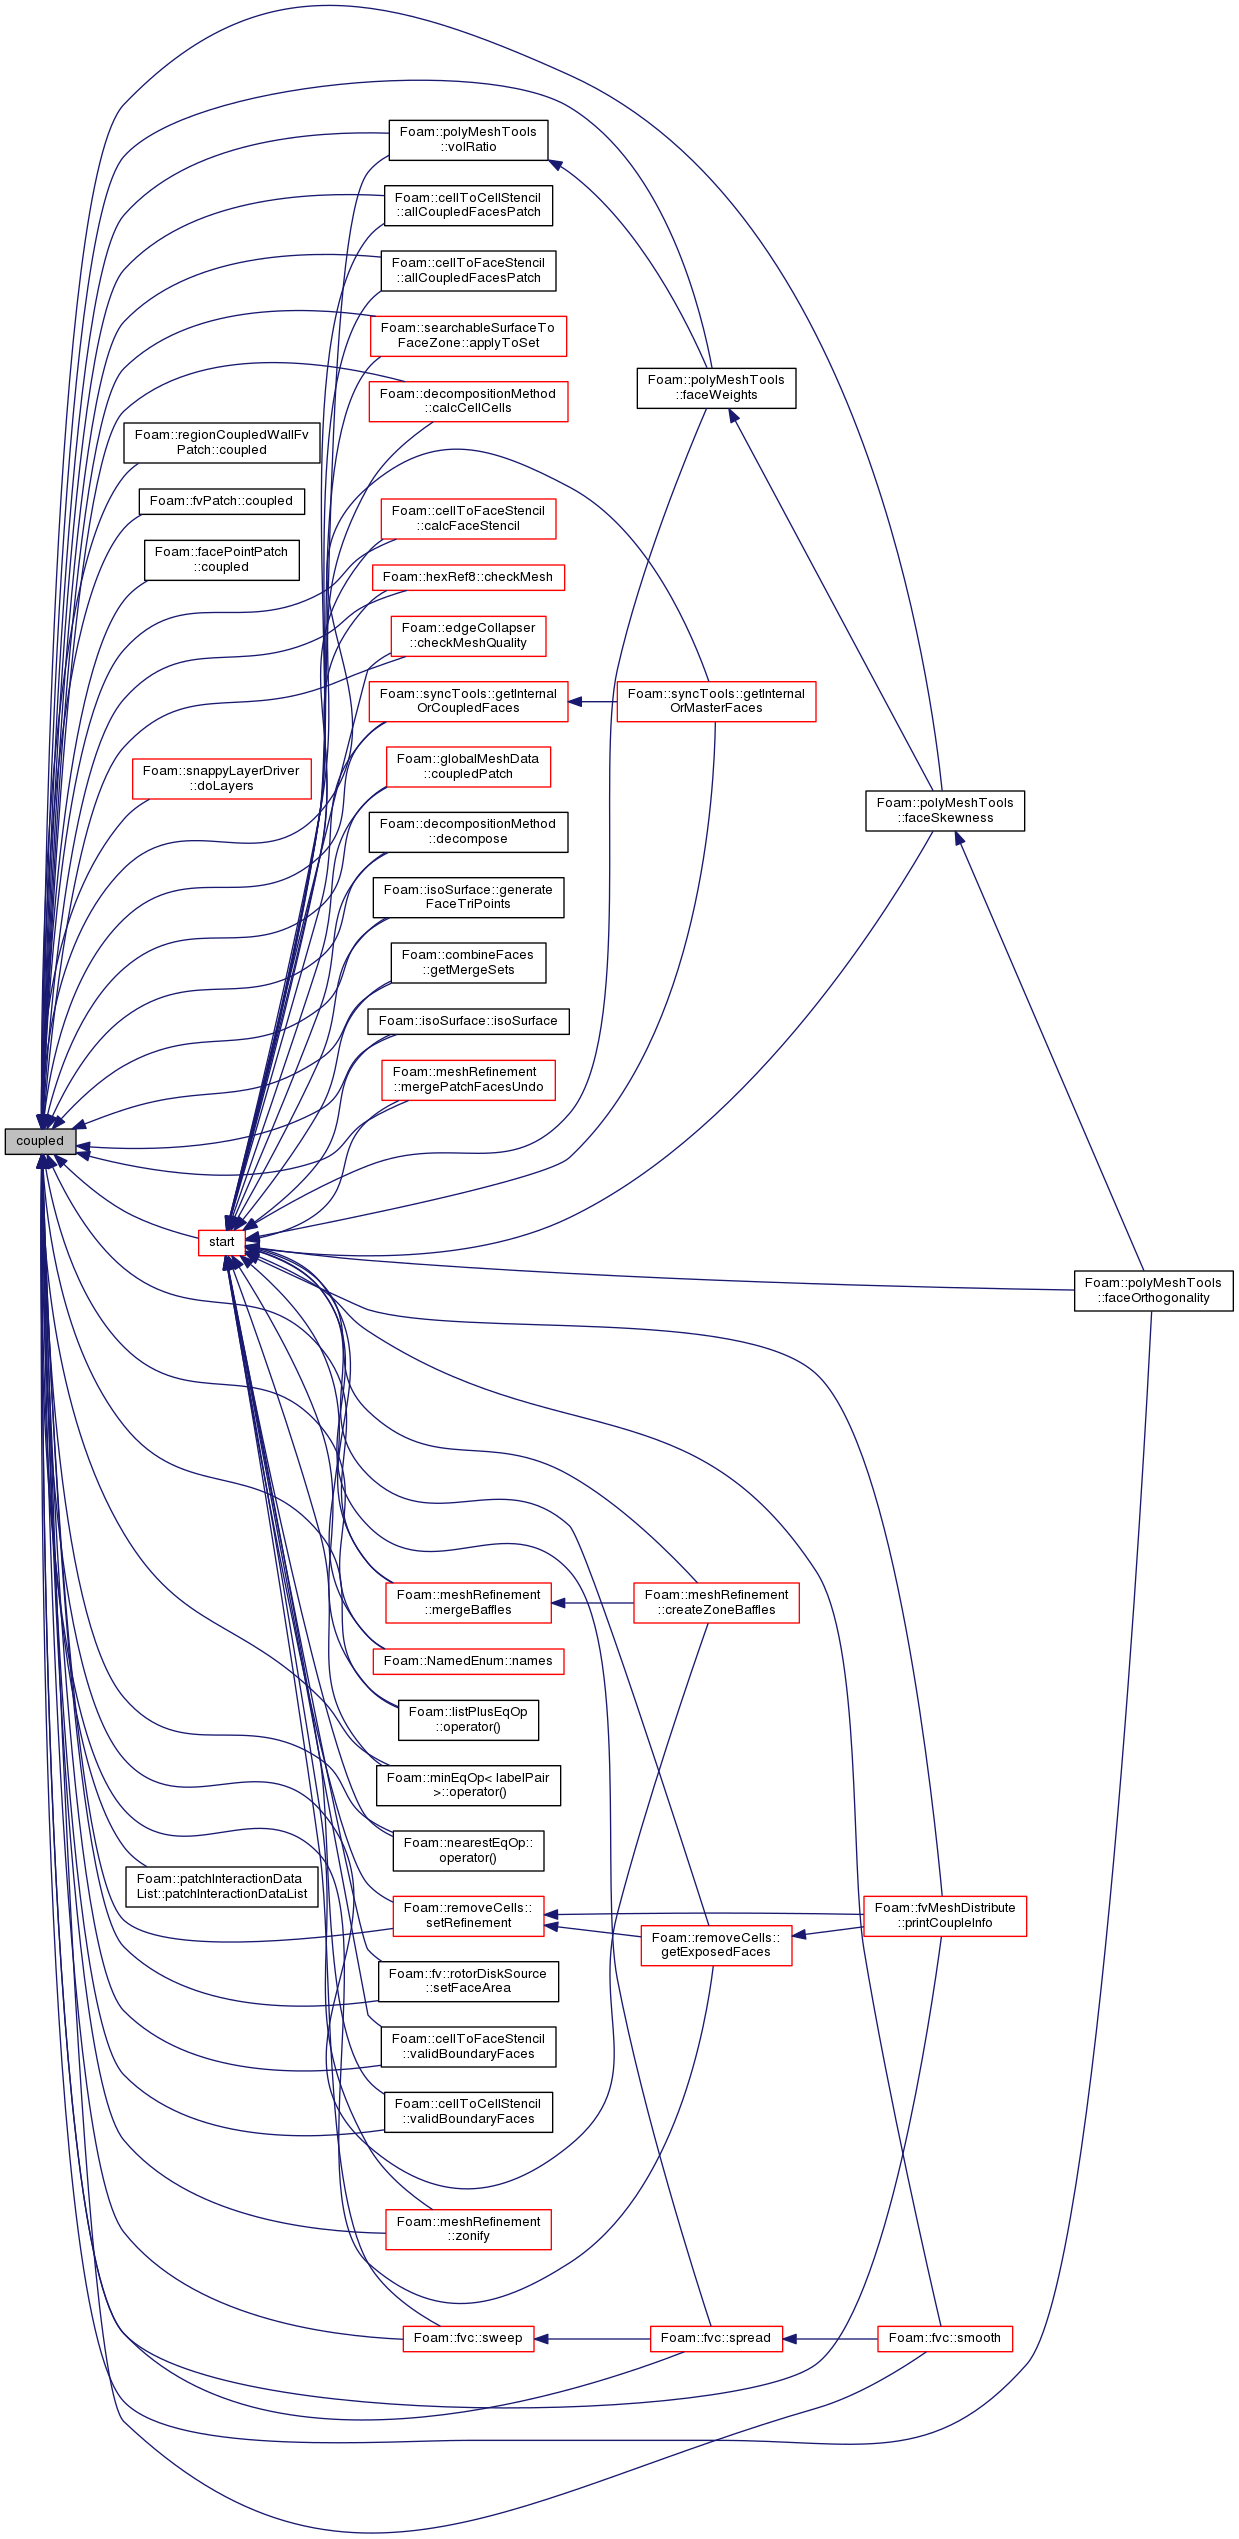 Foam::polyMeshTools
::volRatio
Foam::cellToCellStencil
::allCoupledFacesPatch
Foam::cellToFaceStencil
::allCoupledFacesPatch
Foam::searchableSurfaceTo
FaceZone::applyToSet
Foam::decompositionMethod
::calcCellCells
Foam::polyMeshTools
::faceWeights
Foam::regionCoupledWallFv
Patch::coupled
Foam::fvPatch::coupled
Foam::facePointPatch
::coupled
Foam::cellToFaceStencil
::calcFaceStencil
Foam::hexRef8::checkMesh
Foam::edgeCollapser
::checkMeshQuality
Foam::syncTools::getInternal
OrCoupledFaces
Foam::syncTools::getInternal
OrMasterFaces
Foam::globalMeshData
::coupledPatch
Foam::snappyLayerDriver
::doLayers
Foam::polyMeshTools
::faceSkewness
Foam::decompositionMethod
::decompose
Foam::isoSurface::generate
FaceTriPoints
Foam::combineFaces
::getMergeSets
Foam::isoSurface::isoSurface
Foam::meshRefinement
::mergePatchFacesUndo
coupled
start
Foam::polyMeshTools
::faceOrthogonality
Foam::meshRefinement
::mergeBaffles
Foam::meshRefinement
::createZoneBaffles
Foam::NamedEnum::names
Foam::listPlusEqOp
::operator()
Foam::minEqOp< labelPair
>::operator()
Foam::nearestEqOp::
operator()
Foam::patchInteractionData
List::patchInteractionDataList
Foam::removeCells::
setRefinement
Foam::fvMeshDistribute
::printCoupleInfo
Foam::removeCells::
getExposedFaces
Foam::fv::rotorDiskSource
::setFaceArea
Foam::cellToFaceStencil
::validBoundaryFaces
Foam::cellToCellStencil
::validBoundaryFaces
Foam::meshRefinement
::zonify
Foam::fvc::sweep
Foam::fvc::spread
Foam::fvc::smooth